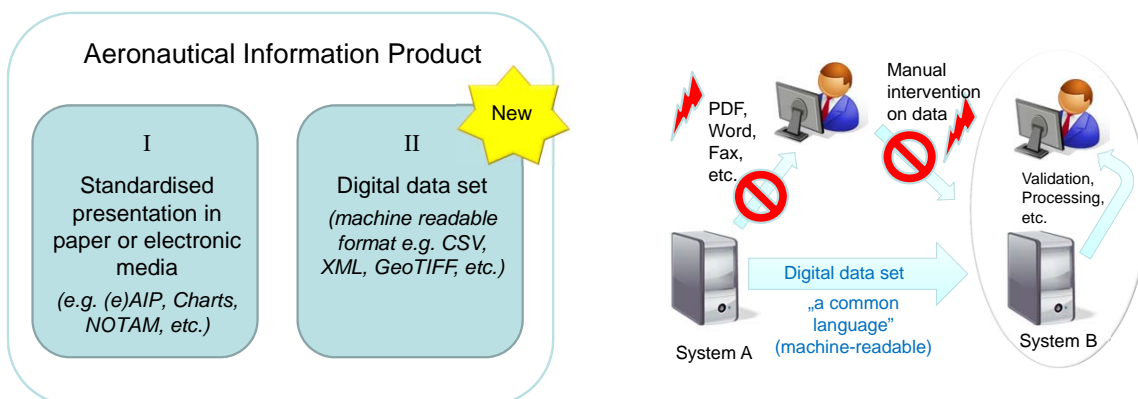 Aeronautical Information Product
New
I
Standardised
presentation in
paper or electronic
media
(e.g. (e)AIP, Charts,
NOTAM, etc.)
II
Digital data set
(machine readable
format e.g. CSV,
XML, GeoTIFF, etc.)
PDF,
Word,
Fax,
etc.
Manual
intervention
on data
Validation,
Processing,
etc.
Digital data set
„a common
language”
(machine-readable)
System A
System B